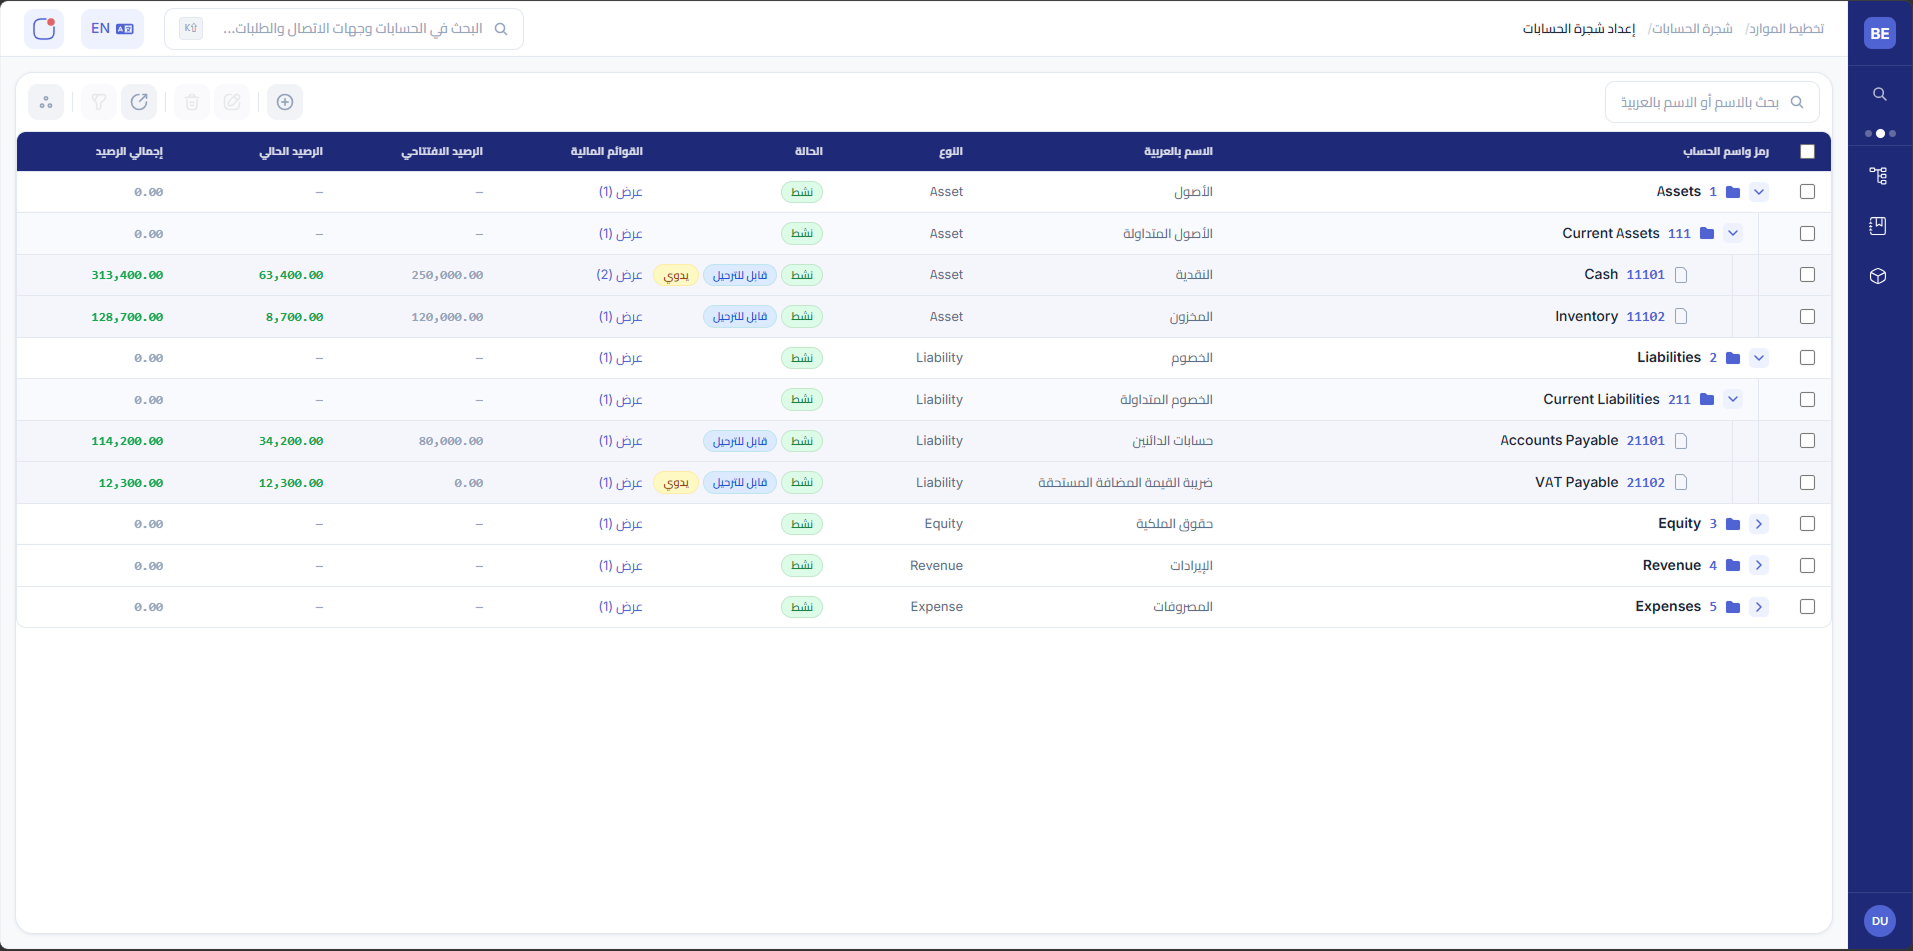 BE
تخطيط الموارد/ شجرة الحسابات/ إعداد شجرة الحسابات
البحث في الحسابات وجهات الاتصال والطلبات... K⇧
EN
بحث بالاسم أو الاسم بالعربية
رمز واسم الحساب الاسم بالعربية النوع الحالة القوائم المالية الرصيد الافتتاحي الرصيد الحالي إجمالي الرصيد
1 Assets الأصول Asset نشط عرض (1) – – 0.00
111 Current Assets الأصول المتداولة Asset نشط عرض (1) – – 0.00
11101 Cash النقدية Asset نشط قابل للترحيل يدوي عرض (2) 250,000.00 63,400.00 313,400.00
11102 Inventory المخزون Asset نشط قابل للترحيل عرض (1) 120,000.00 8,700.00 128,700.00
2 Liabilities الخصوم Liability نشط عرض (1) – – 0.00
211 Current Liabilities الخصوم المتداولة Liability نشط عرض (1) – – 0.00
21101 Accounts Payable حسابات الدائنين Liability نشط قابل للترحيل عرض (1) 80,000.00 34,200.00 114,200.00
21102 VAT Payable ضريبة القيمة المضافة المستحقة Liability نشط قابل للترحيل يدوي عرض (1) 0.00 12,300.00 12,300.00
3 Equity حقوق الملكية Equity نشط عرض (1) – – 0.00
4 Revenue الإيرادات Revenue نشط عرض (1) – – 0.00
5 Expenses المصروفات Expense نشط عرض (1) – – 0.00
DU